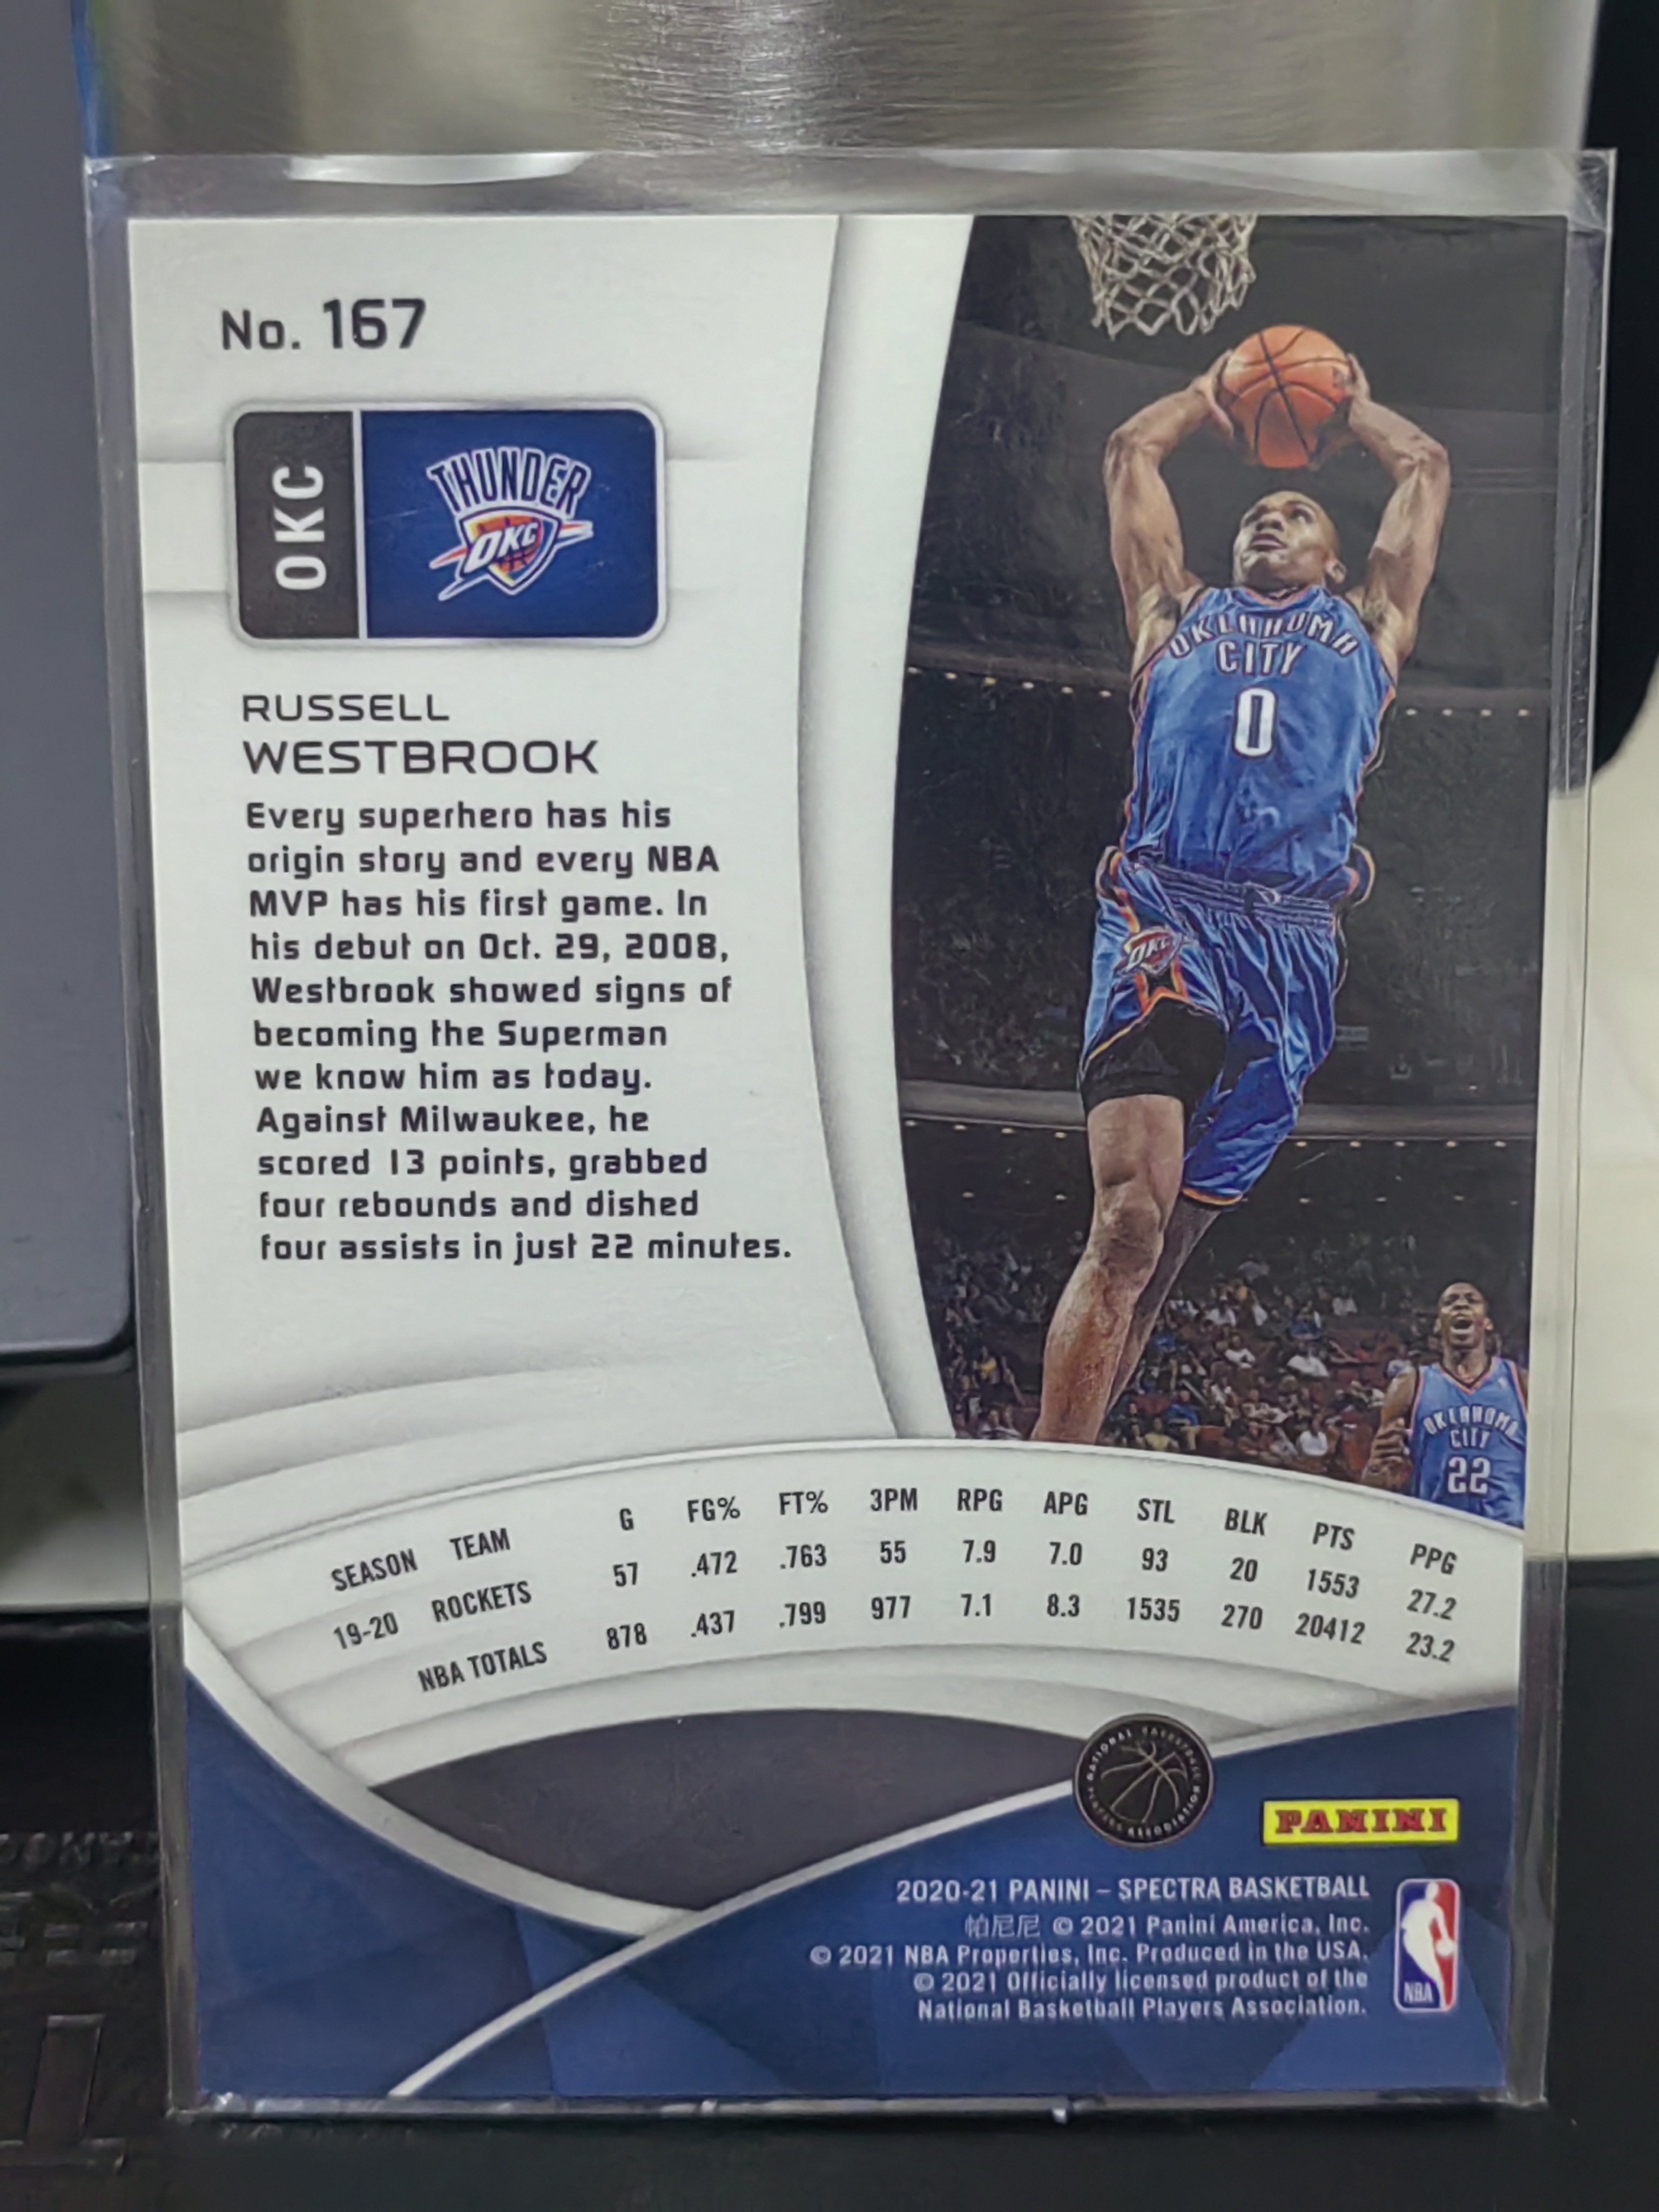 No. 167
OKC
THUNDER
OKC
RUSSELL
WESTBROOK
Every superhero has his
origin story and every NBA
MVP has his first game. In
his debut on Oct. 29, 2008,
Westbrook showed signs of
becoming the Superman
we know him as today.
Against Milwaukee, he
scored 13 points, grabbed
four rebounds and dished
four assists in just 22 minutes.
OKLAHOMA
CITY
0
OKC
OKLAHOMA
CITY
22
SEASON TEAM G FG% FT% 3PM RPG APG STL BLK PTS PPG
19-20 ROCKETS 57 .472 .763 55 7.9 7.0 93 20 1553 27.2
NBA TOTALS 878 .437 .799 977 7.1 8.3 1535 270 20412 23.2
NATIONAL BASKETBALL PLAYERS ASSOCIATION
PANINI
2020-21 PANINI – SPECTRA BASKETBALL
帕尼尼 © 2021 Panini America, Inc.
© 2021 NBA Properties, Inc. Produced in the USA.
© 2021 Officially licensed product of the
National Basketball Players Association.
NBA